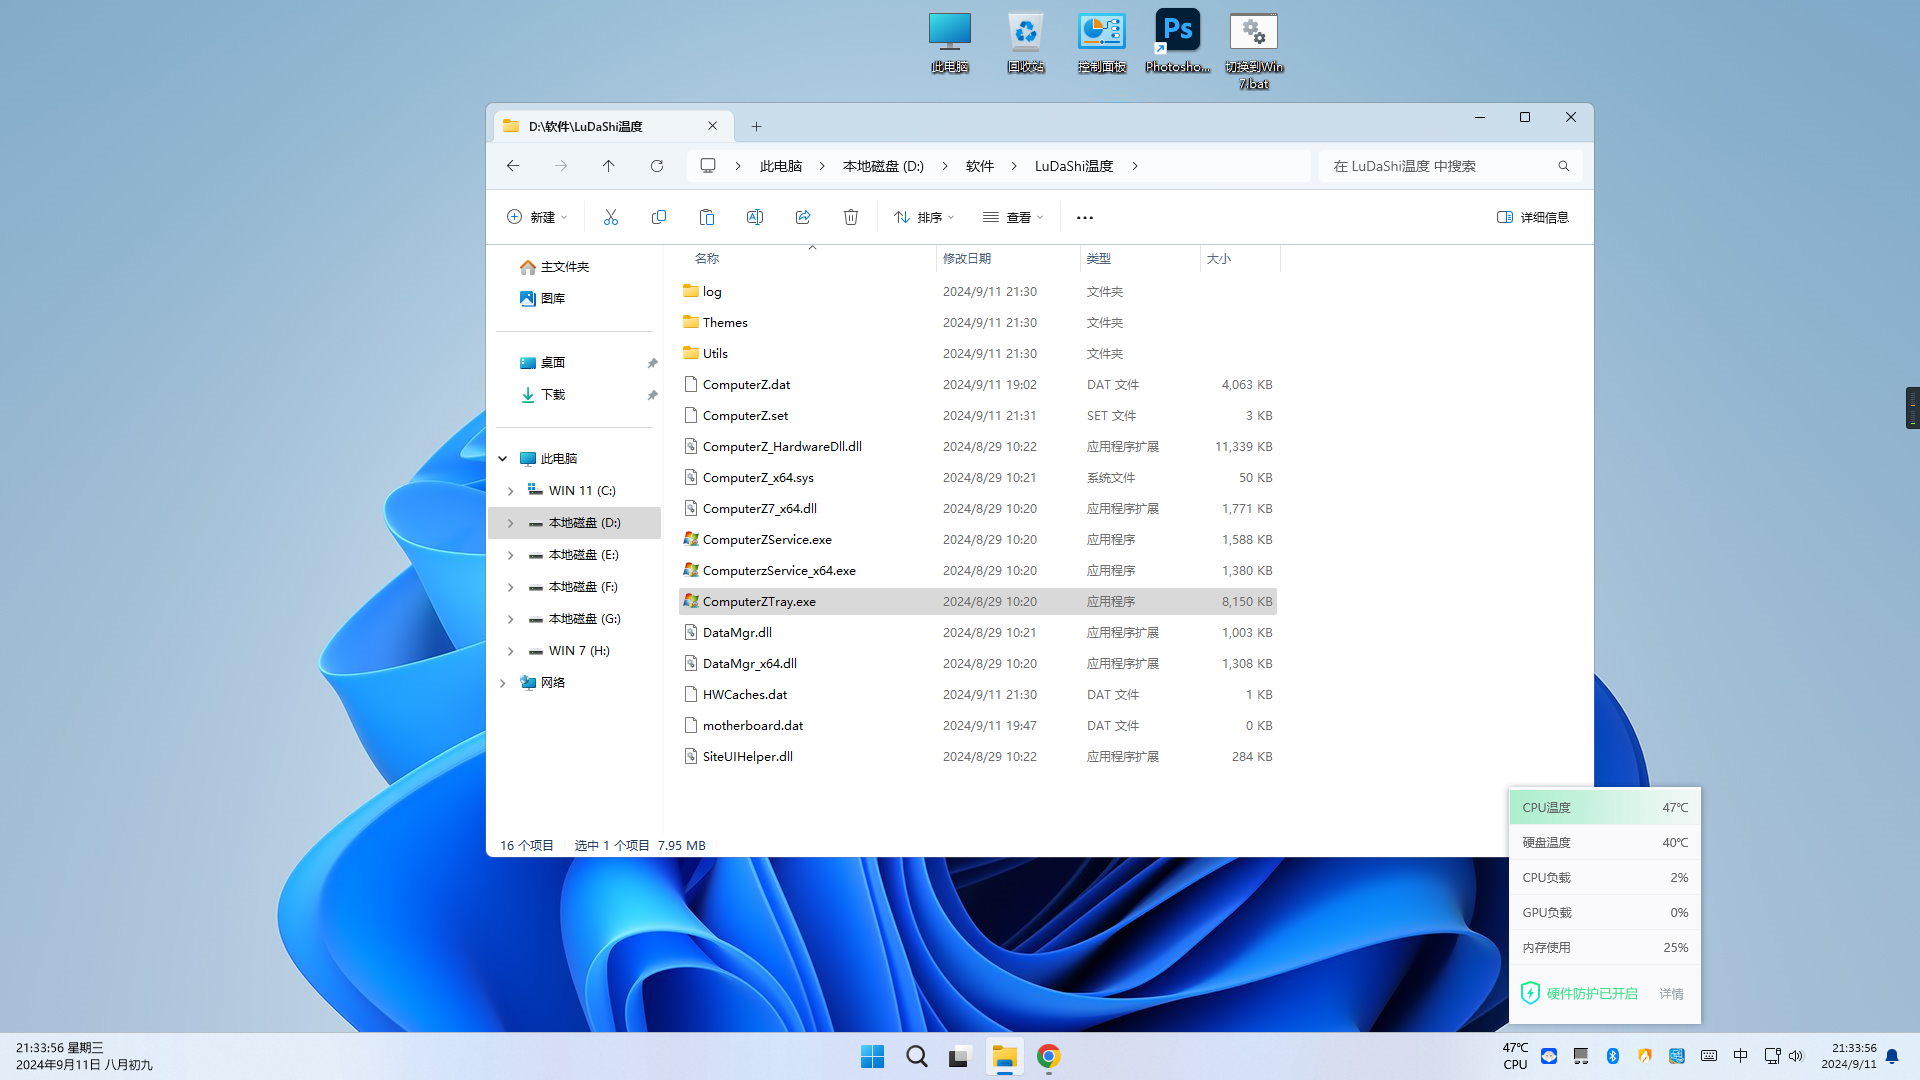 此电脑
回收站
控制面板
Ps
Photosho...
切换到Win
7.bat
D:\软件\LuDaShi温度
此电脑
本地磁盘 (D:)
软件
LuDaShi温度
在 LuDaShi温度 中搜索
新建
排序
查看
详细信息
主文件夹
图库
桌面
下载
此电脑
WIN 11 (C:)
本地磁盘 (D:)
本地磁盘 (E:)
本地磁盘 (F:)
本地磁盘 (G:)
WIN 7 (H:)
网络
名称 修改日期 类型 大小
log 2024/9/11 21:30 文件夹
Themes 2024/9/11 21:30 文件夹
Utils 2024/9/11 21:30 文件夹
ComputerZ.dat 2024/9/11 19:02 DAT 文件 4,063 KB
ComputerZ.set 2024/9/11 21:31 SET 文件 3 KB
ComputerZ_HardwareDll.dll 2024/8/29 10:22 应用程序扩展 11,339 KB
ComputerZ_x64.sys 2024/8/29 10:21 系统文件 50 KB
ComputerZ7_x64.dll 2024/8/29 10:20 应用程序扩展 1,771 KB
ComputerZService.exe 2024/8/29 10:20 应用程序 1,588 KB
ComputerzService_x64.exe 2024/8/29 10:20 应用程序 1,380 KB
ComputerZTray.exe 2024/8/29 10:20 应用程序 8,150 KB
DataMgr.dll 2024/8/29 10:21 应用程序扩展 1,003 KB
DataMgr_x64.dll 2024/8/29 10:20 应用程序扩展 1,308 KB
HWCaches.dat 2024/9/11 21:30 DAT 文件 1 KB
motherboard.dat 2024/9/11 19:47 DAT 文件 0 KB
SiteUIHelper.dll 2024/8/29 10:22 应用程序扩展 284 KB
16 个项目 选中 1 个项目 7.95 MB
CPU温度 47℃
硬盘温度 40℃
CPU负载 2%
GPU负载 0%
内存使用 25%
硬件防护已开启 详情
21:33:56 星期三
2024年9月11日 八月初九
47℃
CPU
中
21:33:56
2024/9/11